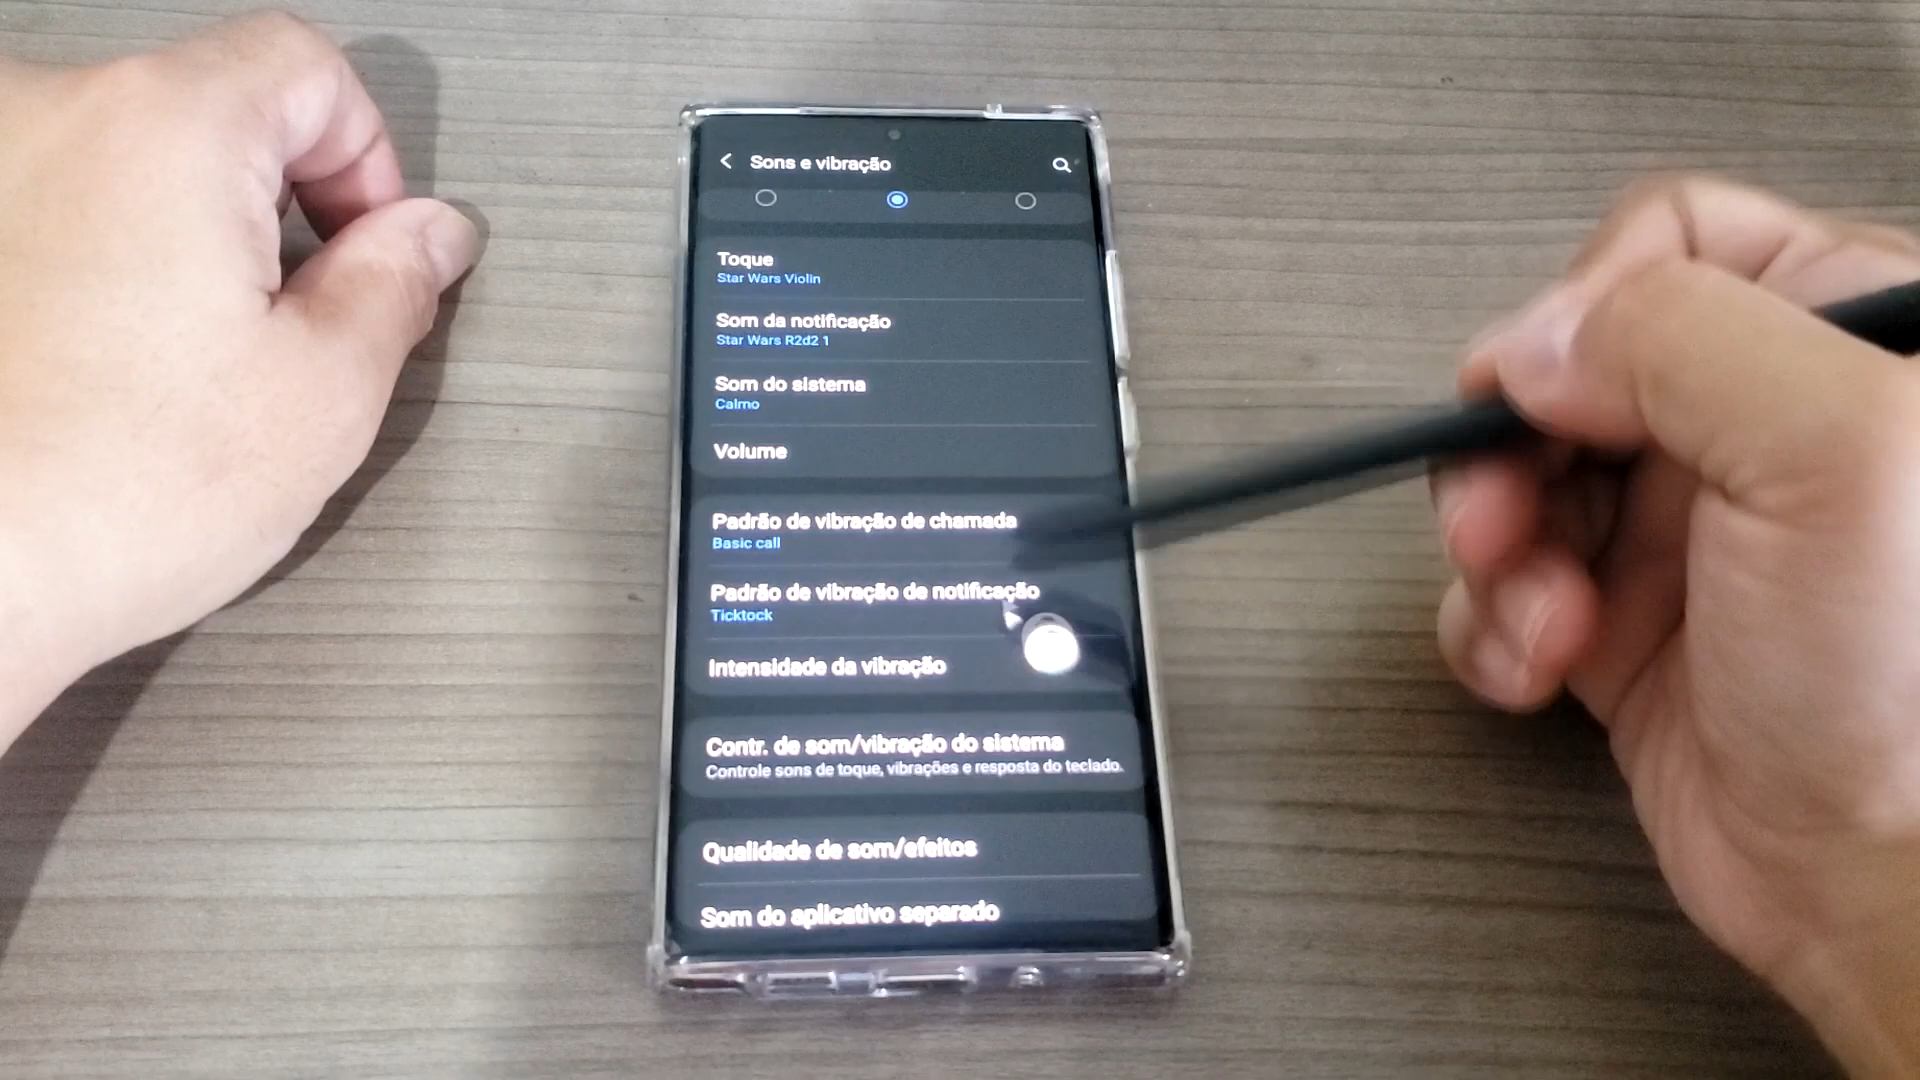 Sons e vibração
Toque
Star Wars Violin
Som da notificação
Star Wars R2d2 1
Som do sistema
Calmo
Volume
Padrão de vibração de chamada
Basic call
Padrão de vibração de notificação
Ticktock
Intensidade da vibração
Contr. de som/vibração do sistema
Controle sons de toque, vibrações e resposta do teclado.
Qualidade de som/efeitos
Som do aplicativo separado